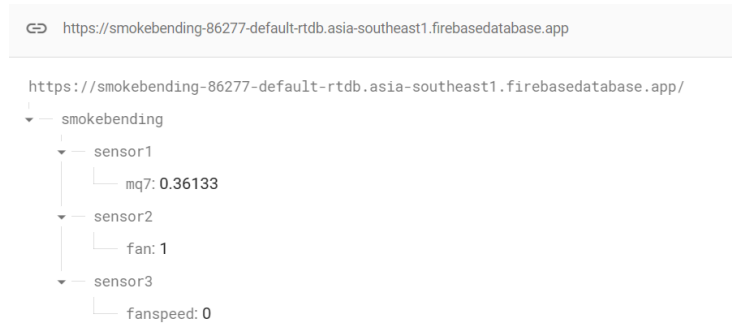 https://smokebending-86277-default-rtdb.asia-southeast1.firebasedatabase.app
https://smokebending-86277-default-rtdb.asia-southeast1.firebasedatabase.app/
smokebending
sensor1
mq7: 0.36133
sensor2
fan: 1
sensor3
fanspeed: 0